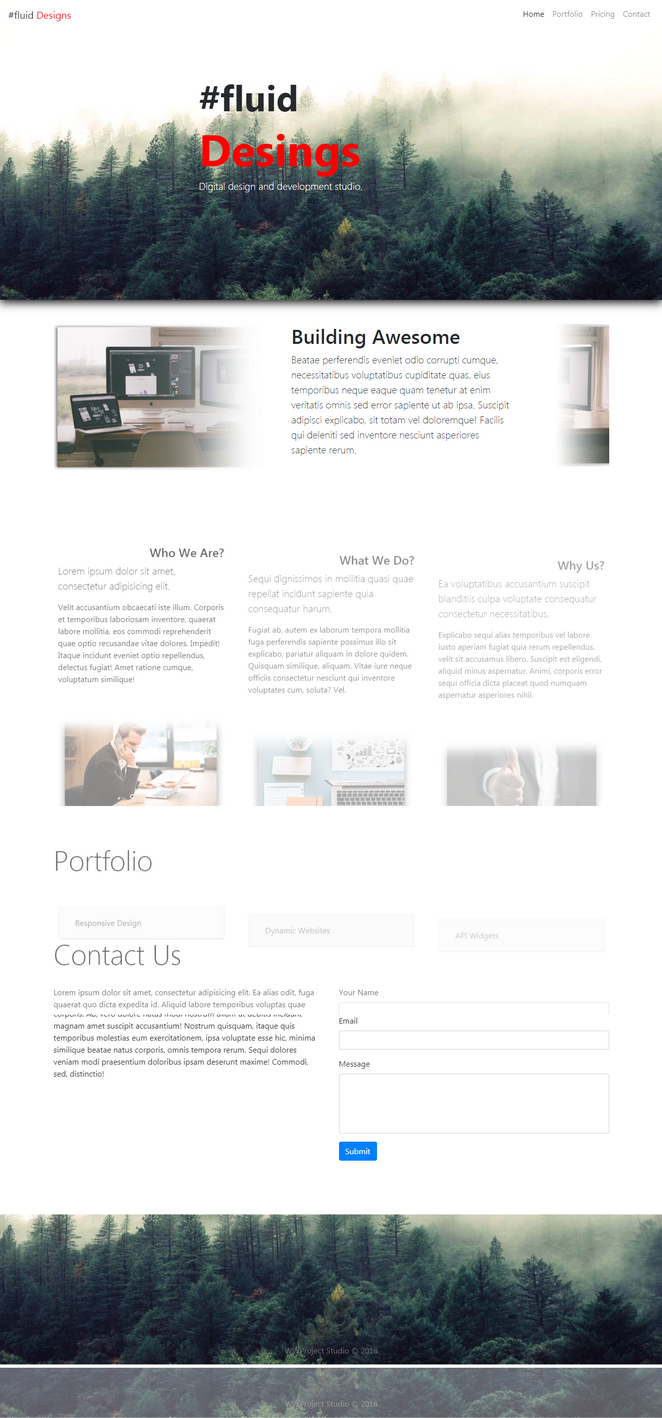 #fluid Designs
Home Portfolio Pricing Contact
#fluid
Desings
Digital design and development studio.
Building Awesome
Beatae perferendis eveniet odio corrupti cumque,
necessitatibus voluptatibus cupiditate quas, eius
temporibus neque eaque quam tenetur at enim
veritatis omnis sed error sapiente ut ab ipsa. Suscipit
adipisci explicabo, sit totam vel doloremque! Facilis
qui deleniti sed inventore nesciunt asperiores
sapiente rerum.
Who We Are?
Lorem ipsum dolor sit amet,
consectetur adipisicing elit.
Velit accusantium obcaecati iste illum. Corporis
et temporibus laboriosam inventore, quaerat
labore mollitia, eos commodi reprehenderit
quae optio recusandae vitae dolores. Impedit!
Itaque incidunt eveniet optio repellendus,
delectus fugiat! Amet ratione cumque,
voluptatum similique!
What We Do?
Sequi dignissimos in mollitia quasi quae
repellat incidunt sapiente quia
consequatur harum.
Fugiat ab, autem ex laborum tempora mollitia
fuga perferendis sapiente possimus illo sit
explicabo, pariatur aliquam in dolore quidem.
Quisquam similique, aliquam. Vitae iure neque
officiis consectetur nesciunt qui inventore
voluptates cum, soluta? Vel.
Why Us?
Ea voluptatibus accusantium suscipit
blanditiis culpa voluptate consequatur
consectetur necessitatibus.
Explicabo sequi alias temporibus vel labore
iusto aperiam fugiat quia rerum repellendus,
velit sit accusamus libero. Suscipit est eligendi,
aliquid minus aspernatur. Animi, corporis error
sequi officia dicta placeat quod numquam
aspernatur asperiores nihil.
Portfolio
Responsive Design
Dynamic Websites
API Widgets
Contact Us
Lorem ipsum dolor sit amet, consectetur adipisicing elit. Ea alias odit, fuga
quaerat quo dicta expedita id. Aliquid labore temporibus voluptas quae
magnam amet suscipit accusantium! Nostrum quisquam, itaque quis
temporibus molestias eum exercitationem, ipsa voluptate esse hic, minima
similique beatae natus corporis, omnis tempora rerum. Sequi dolores
veniam modi praesentium doloribus ipsam deserunt maxime! Commodi,
sed, distinctio!
Your Name
Email
Message
Submit
Project Studio © 2018
Project Studio © 2018